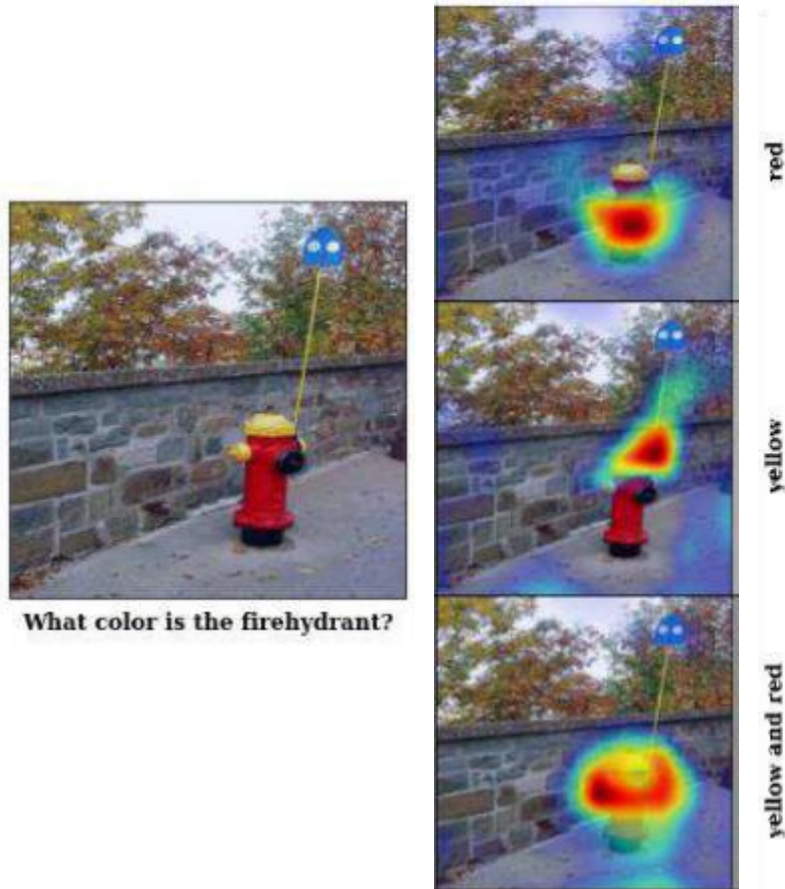 What color is the firehydrant?
red
yellow
yellow and red